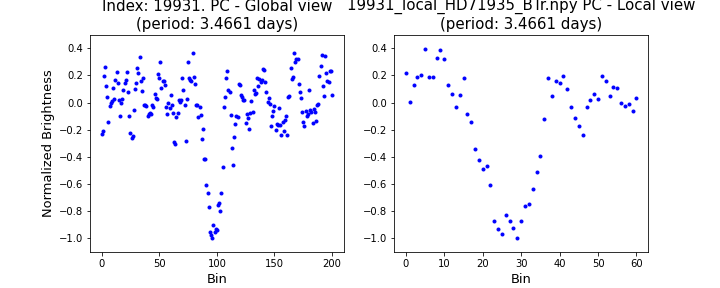 Index: 19931. PC - Global view
(period: 3.4661 days)
19931_local_HD71935_BTr.npy PC - Local view
(period: 3.4661 days)
Normalized Brightness
0.4
0.2
0.0
−0.2
−0.4
−0.6
−0.8
−1.0
0 50 100 150 200
Bin
0.4
0.2
0.0
−0.2
−0.4
−0.6
−0.8
−1.0
0 10 20 30 40 50 60
Bin